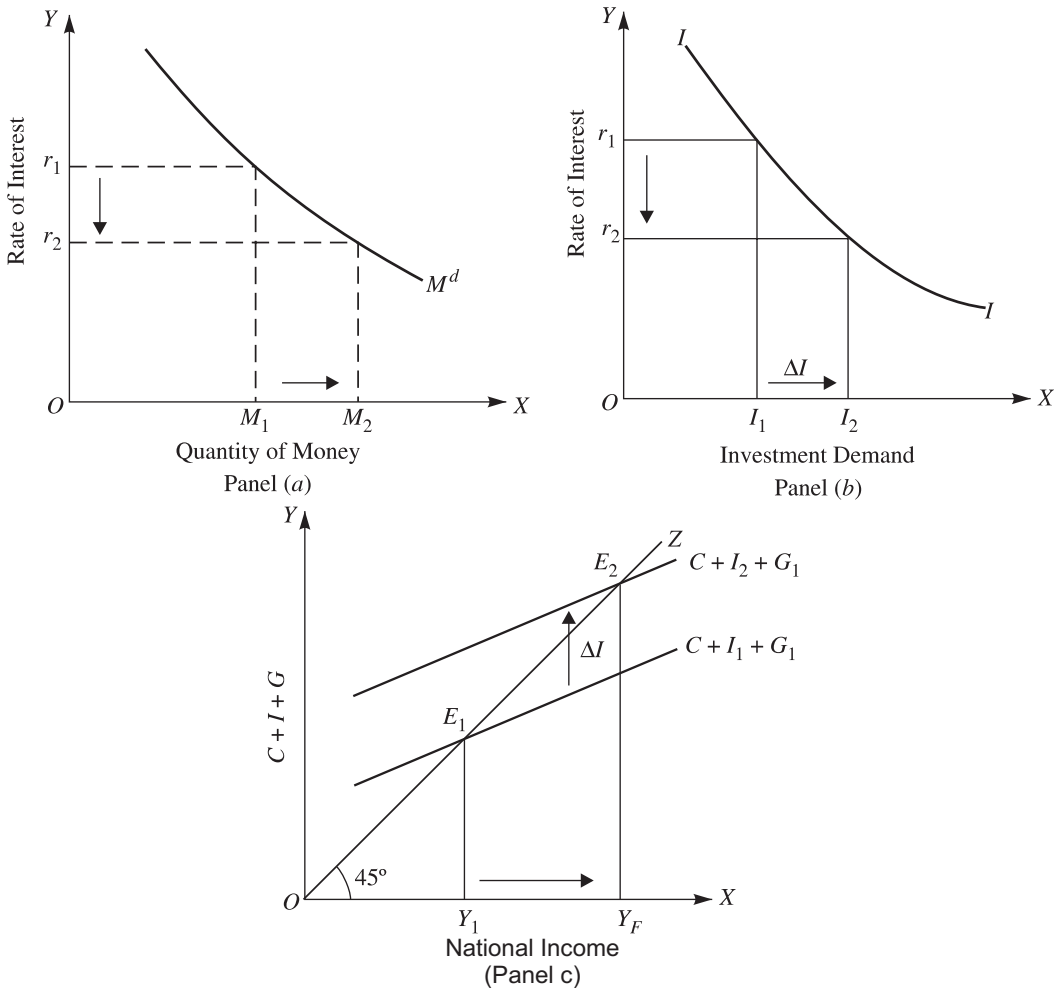 Y
Rate of Interest
r1
r2
M^d
O
M1
M2
X
Quantity of Money
Panel (a)
Y
I
Rate of Interest
r1
r2
I
ΔI
O
I1
I2
X
Investment Demand
Panel (b)
Y
Z
E2
C + I2 + G1
ΔI
C + I1 + G1
C + I + G
E1
45º
O
X
Y1
YF
National Income
(Panel c)